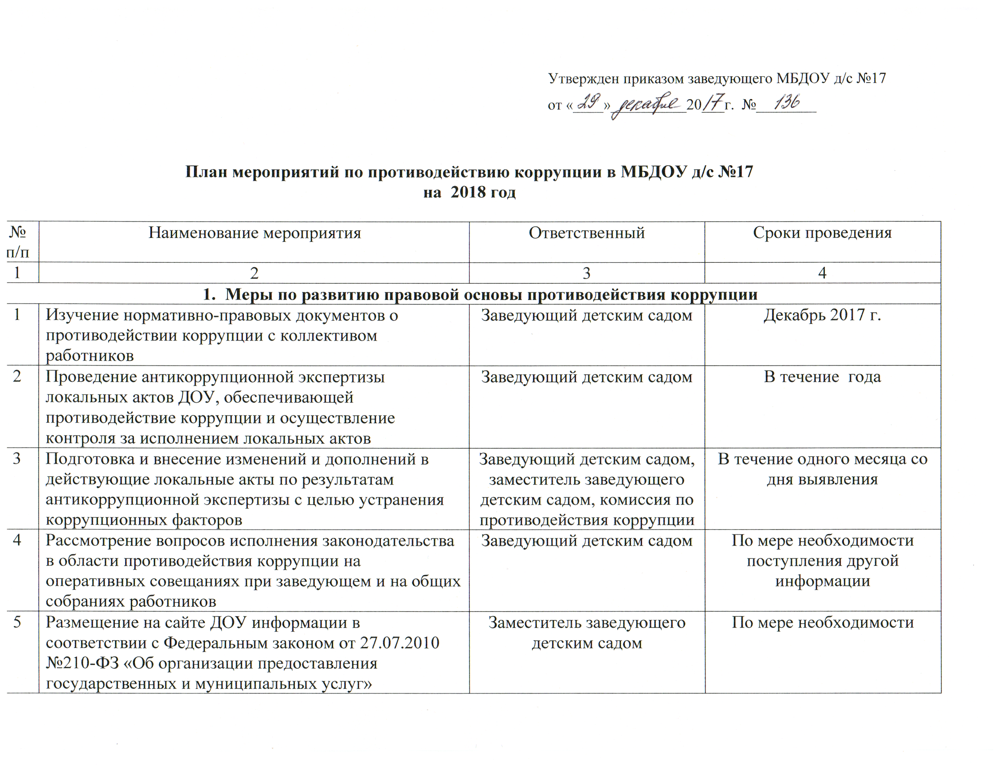 Утвержден приказом заведующего МБДОУ д/с №17
от «29» декабря 2017 г. № 136
План мероприятий по противодействию коррупции в МБДОУ д/с №17
на 2018 год
№ Наименование мероприятия Ответственный Сроки проведения
п/п
1 2 3 4
1. Меры по развитию правовой основы противодействия коррупции
1 Изучение нормативно-правовых документов о Заведующий детским садом Декабрь 2017 г.
противодействии коррупции с коллективом
работников
2 Проведение антикоррупционной экспертизы Заведующий детским садом В течение года
локальных актов ДОУ, обеспечивающей
противодействие коррупции и осуществление
контроля за исполнением локальных актов
3 Подготовка и внесение изменений и дополнений в Заведующий детским садом, В течение одного месяца со
действующие локальные акты по результатам заместитель заведующего дня выявления
антикоррупционной экспертизы с целью устранения детским садом, комиссия по
коррупционных факторов противодействия коррупции
4 Рассмотрение вопросов исполнения законодательства Заведующий детским садом По мере необходимости
в области противодействия коррупции на поступления другой
оперативных совещаниях при заведующем и на общих информации
собраниях работников
5 Размещение на сайте ДОУ информации в Заместитель заведующего По мере необходимости
соответствии с Федеральным законом от 27.07.2010 детским садом
№210-ФЗ «Об организации предоставления
государственных и муниципальных услуг»